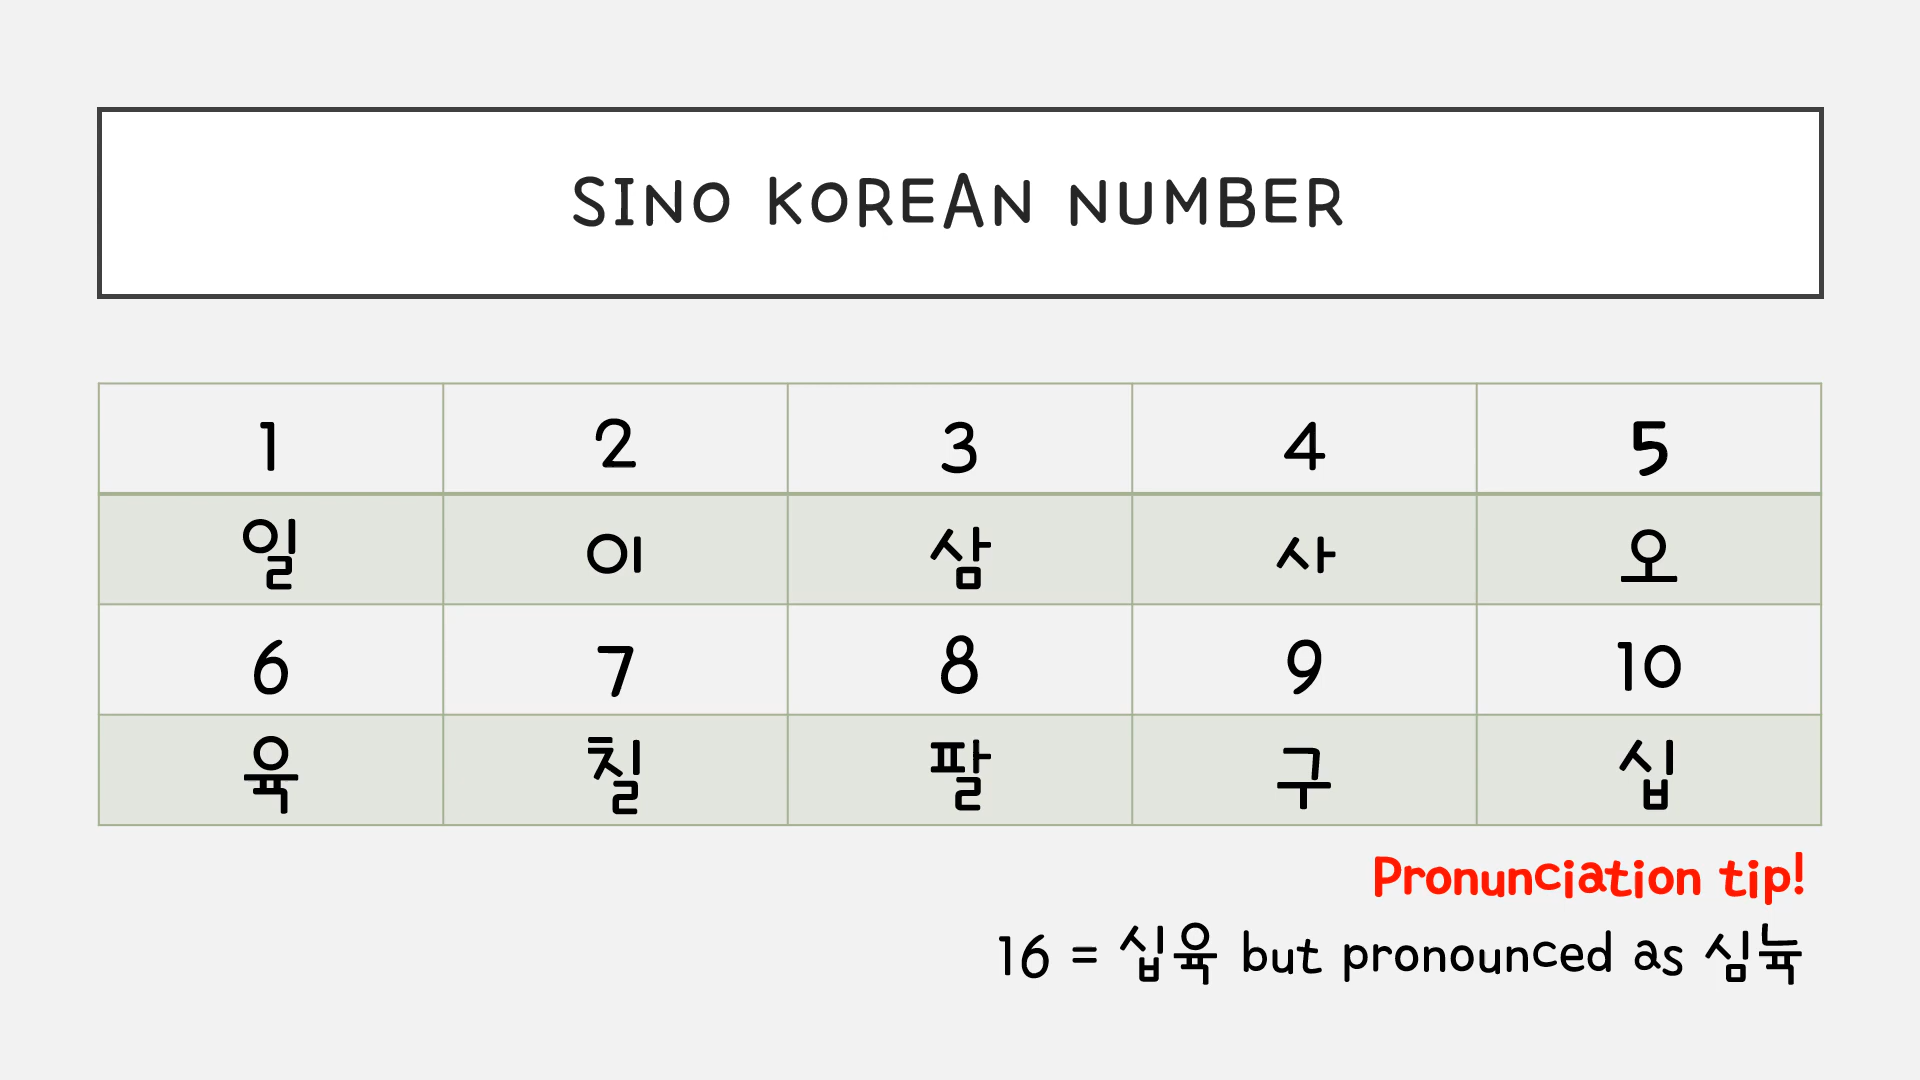 SINO KOREAN NUMBER
1 2 3 4 5
일 이 삼 사 오
6 7 8 9 10
육 칠 팔 구 십
Pronunciation tip!
16 = 십육 but pronounced as 심뉵